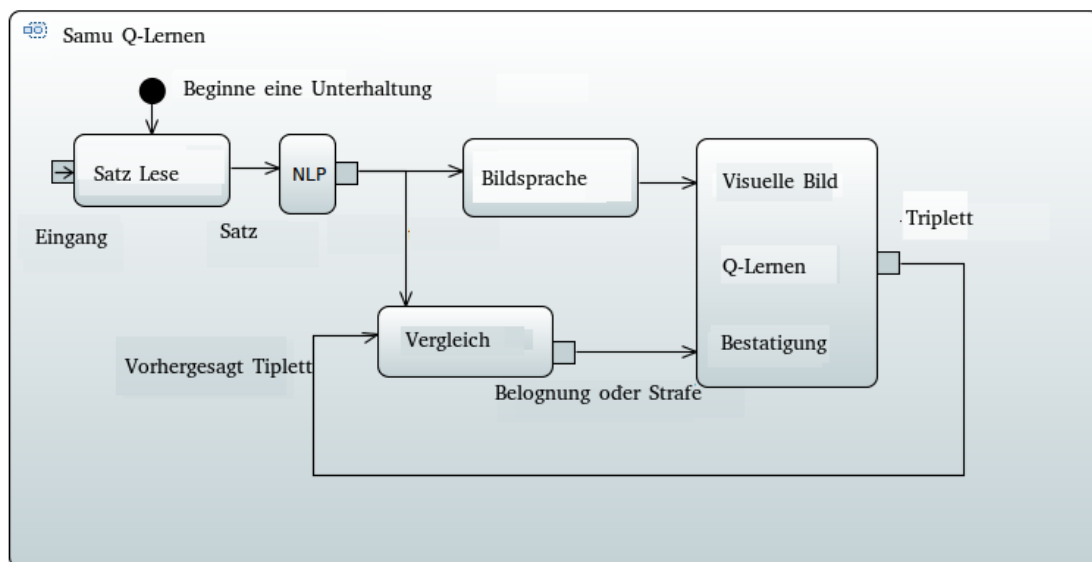 Samu Q-Lernen
Beginne eine Unterhaltung
Satz Lese
NLP
Bildsprache
Visuelle Bild
Triplett
Eingang
Satz
Q-Lernen
Vergleich
Bestatigung
Vorhergesagt Tiplett
Belognung oder Strafe